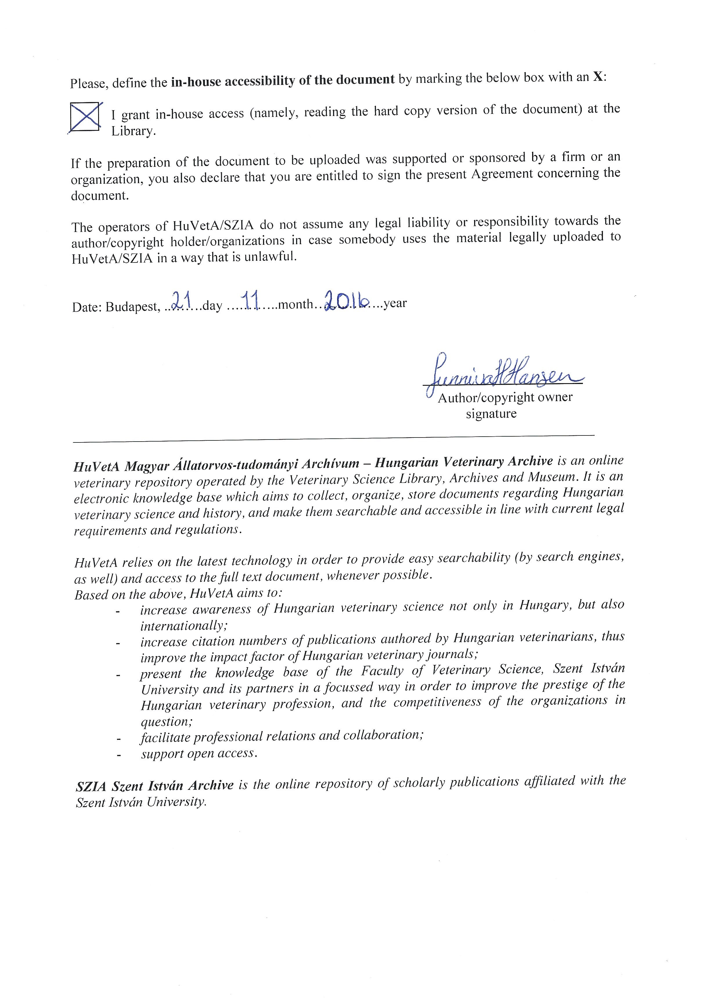 Please, define the in-house accessibility of the document by marking the below box with an X:
I grant in-house access (namely, reading the hard copy version of the document) at the
Library.
If the preparation of the document to be uploaded was supported or sponsored by a firm or an
organization, you also declare that you are entitled to sign the present Agreement concerning the
document.
The operators of HuVetA/SZIA do not assume any legal liability or responsibility towards the
author/copyright holder/organizations in case somebody uses the material legally uploaded to
HuVetA/SZIA in a way that is unlawful.
Date: Budapest, ..21...day .....11.....month..2016....year
Sunniva H Hansen
Author/copyright owner
signature
HuVetA Magyar Állatorvos-tudományi Archívum – Hungarian Veterinary Archive is an online
veterinary repository operated by the Veterinary Science Library, Archives and Museum. It is an
electronic knowledge base which aims to collect, organize, store documents regarding Hungarian
veterinary science and history, and make them searchable and accessible in line with current legal
requirements and regulations.
HuVetA relies on the latest technology in order to provide easy searchability (by search engines,
as well) and access to the full text document, whenever possible.
Based on the above, HuVetA aims to:
- increase awareness of Hungarian veterinary science not only in Hungary, but also
internationally;
- increase citation numbers of publications authored by Hungarian veterinarians, thus
improve the impact factor of Hungarian veterinary journals;
- present the knowledge base of the Faculty of Veterinary Science, Szent István
University and its partners in a focussed way in order to improve the prestige of the
Hungarian veterinary profession, and the competitiveness of the organizations in
question;
- facilitate professional relations and collaboration;
- support open access.
SZIA Szent István Archive is the online repository of scholarly publications affiliated with the
Szent István University.